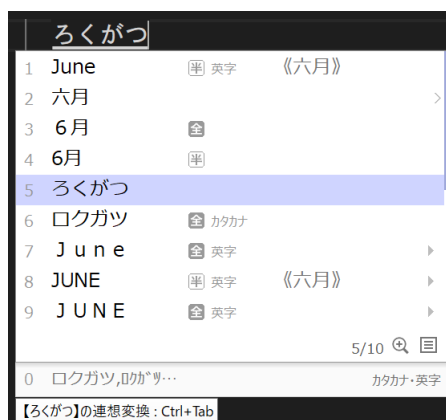 ろくがつ
1 June 半 英字 《六月》
2 六月 >
3 ６月 全
4 6月 半
5 ろくがつ
6 ロクガツ 全 カタカナ
7 Ｊｕｎｅ 全 英字
8 JUNE 半 英字 《六月》
9 ＪＵＮＥ 全 英字
5/10
0 ロクガツ,ﾛｸｶﾞﾂ… カタカナ・英字
【ろくがつ】の連想変換 : Ctrl+Tab